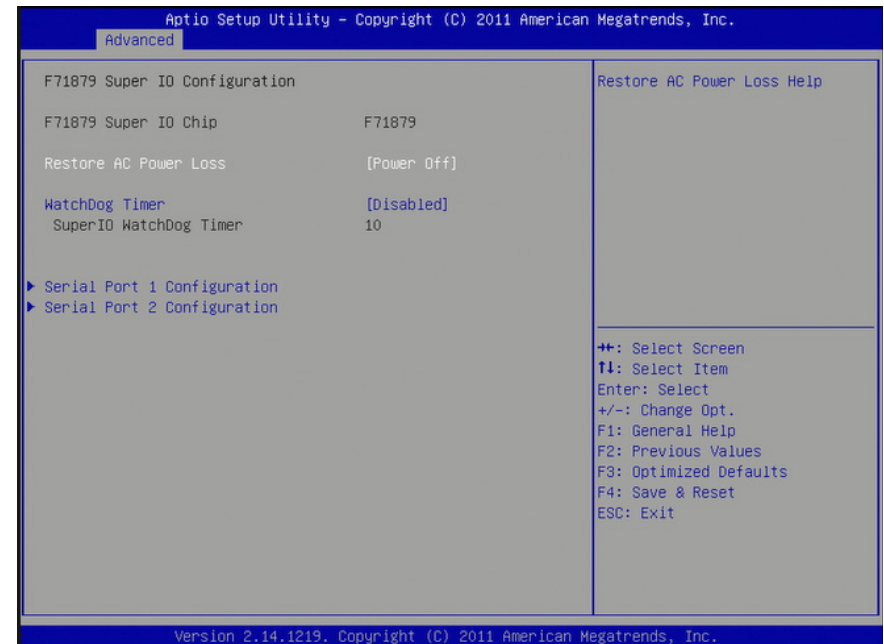 Aptio Setup Utility – Copyright (C) 2011 American Megatrends, Inc.
Advanced
F71879 Super IO Configuration
F71879 Super IO Chip F71879
Restore AC Power Loss [Power Off]
WatchDog Timer [Disabled]
SuperIO WatchDog Timer 10
Serial Port 1 Configuration
Serial Port 2 Configuration
Restore AC Power Loss Help
→←: Select Screen
↑↓: Select Item
Enter: Select
+/-: Change Opt.
F1: General Help
F2: Previous Values
F3: Optimized Defaults
F4: Save & Reset
ESC: Exit
Version 2.14.1219. Copyright (C) 2011 American Megatrends, Inc.